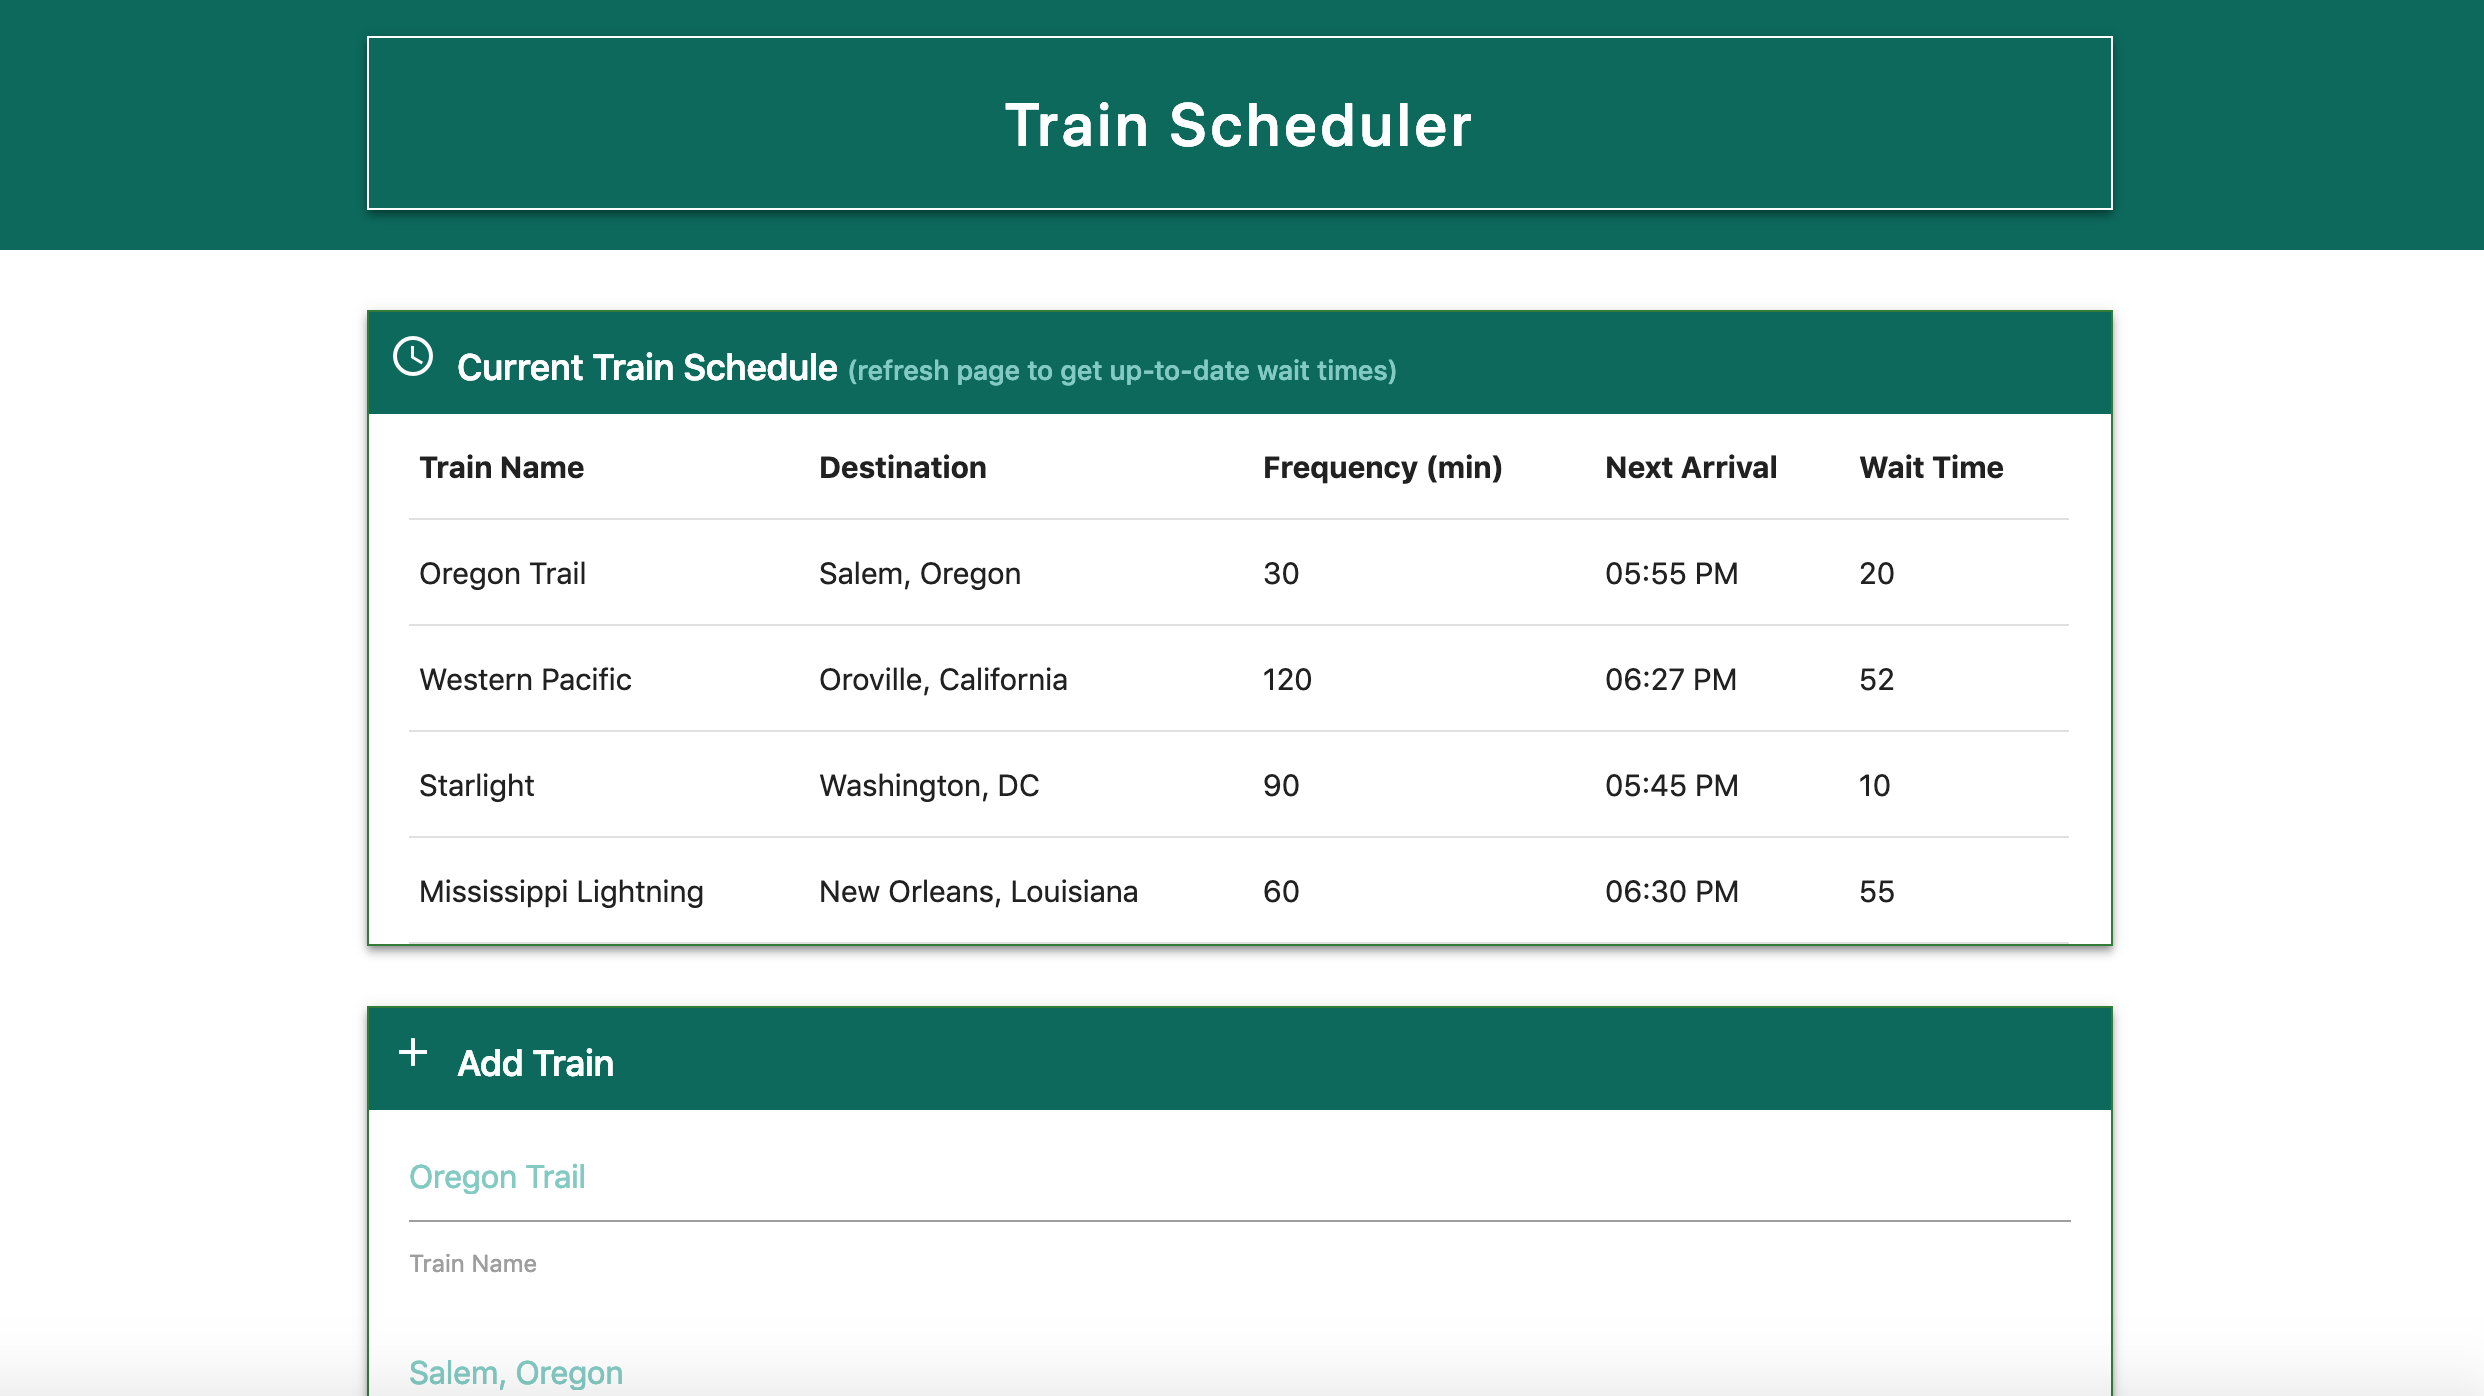 Train Scheduler
Current Train Schedule (refresh page to get up-to-date wait times)
Train Name Destination Frequency (min) Next Arrival Wait Time
Oregon Trail Salem, Oregon 30 05:55 PM 20
Western Pacific Oroville, California 120 06:27 PM 52
Starlight Washington, DC 90 05:45 PM 10
Mississippi Lightning New Orleans, Louisiana 60 06:30 PM 55
Add Train
Oregon Trail
Train Name
Salem, Oregon